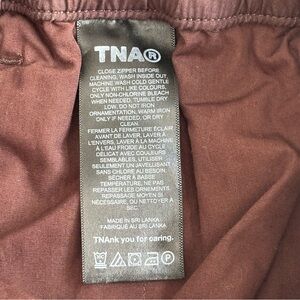 TNA®
CLOSE ZIPPER BEFORE
CLEANING, WASH INSIDE OUT
MACHINE WASH COLD GENTLE
CYCLE WITH LIKE COLOURS,
ONLY NON-CHLORINE BLEACH
WHEN NEEDED, TUMBLE DRY
LOW, DO NOT IRON
ORNAMENTATION, WARM IRON
ONLY IF NEEDED, OR DRY
CLEAN.
FERMER LA FERMETURE ÉCLAIR
AVANT DE LAVER, LAVER À
L'ENVERS, LAVER À LA MACHINE
À L'EAU FROIDE AU CYCLE
DÉLICAT AVEC COULEURS
SEMBLABLES, UTILISER
UN JAVELLISANT DOUX
SANS CHLORE AU BESOIN,
SÉCHER À BASSE
TEMPÉRATURE, NE PAS
REPASSER LES ORNEMENTS,
REPASSAGE MOYEN SI
NÉCESSAIRE, OU NETTOYER À
SEC.
MADE IN SRI LANKA
FABRIQUÉ AU SRI LANKA
TNAnk you for caring.